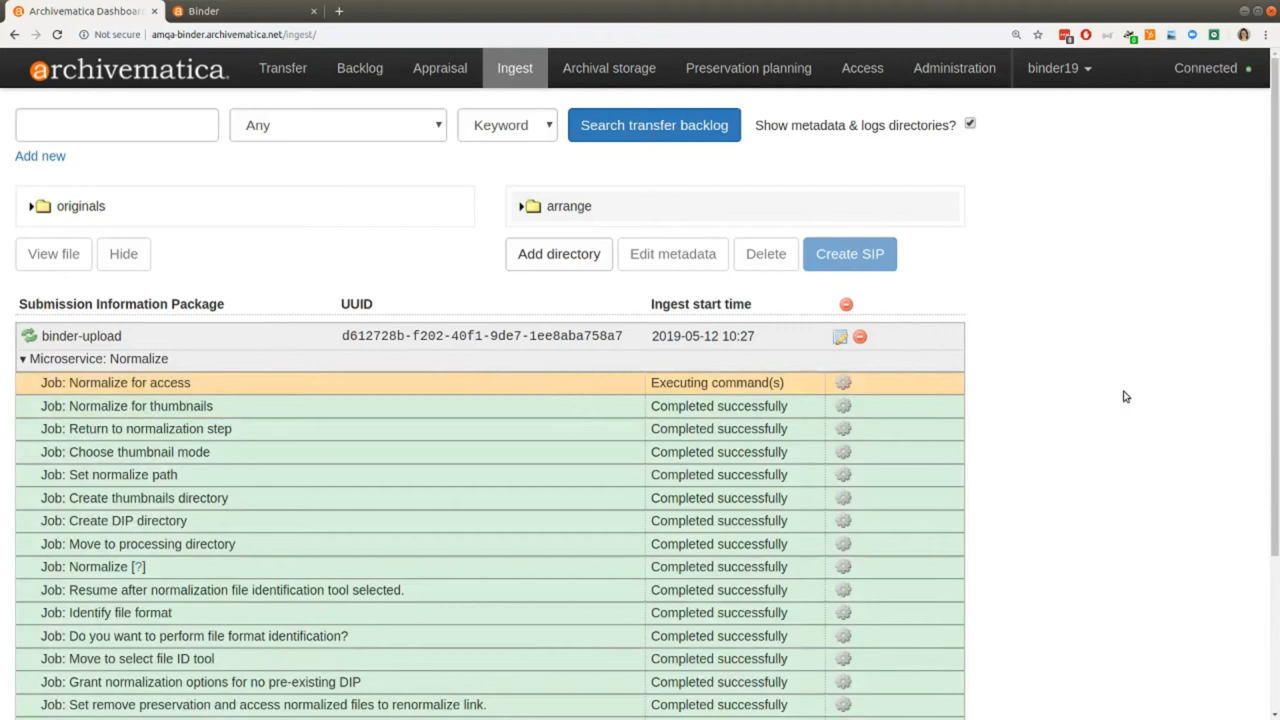 Archivematica Dashboar
Binder
Not secure | amqa-binder.archivematica.net/ingest/
archivematica.
Transfer
Backlog
Appraisal
Ingest
Archival storage
Preservation planning
Access
Administration
binder19
Connected
Any
Keyword
Search transfer backlog
Show metadata & logs directories?
Add new
originals
arrange
View file
Hide
Add directory
Edit metadata
Delete
Create SIP
Submission Information Package UUID Ingest start time
binder-upload d612728b-f202-40f1-9de7-1ee8aba758a7 2019-05-12 10:27
Microservice: Normalize
Job: Normalize for access Executing command(s)
Job: Normalize for thumbnails Completed successfully
Job: Return to normalization step Completed successfully
Job: Choose thumbnail mode Completed successfully
Job: Set normalize path Completed successfully
Job: Create thumbnails directory Completed successfully
Job: Create DIP directory Completed successfully
Job: Move to processing directory Completed successfully
Job: Normalize [?] Completed successfully
Job: Resume after normalization file identification tool selected. Completed successfully
Job: Identify file format Completed successfully
Job: Do you want to perform file format identification? Completed successfully
Job: Move to select file ID tool Completed successfully
Job: Grant normalization options for no pre-existing DIP Completed successfully
Job: Set remove preservation and access normalized files to renormalize link. Completed successfully